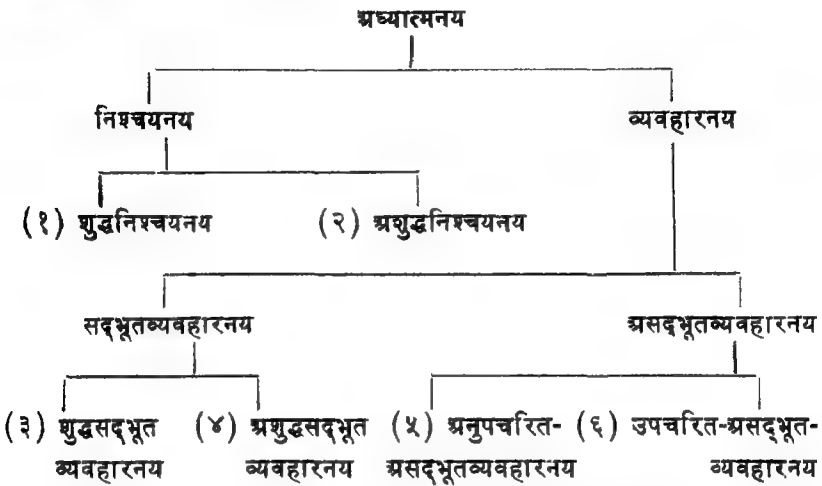 अध्यात्मनय
निश्चयनय व्यवहारनय
(१) शुद्धनिश्चयनय (२) अशुद्धनिश्चयनय
सद्भूतव्यवहारनय असद्भूतव्यवहारनय
(३) शुद्धसद्भूत (४) अशुद्धसद्भूत (५) अनुपचरित- (६) उपचरित-असद्भूत-
व्यवहारनय व्यवहारनय असद्भूतव्यवहारनय व्यवहारनय